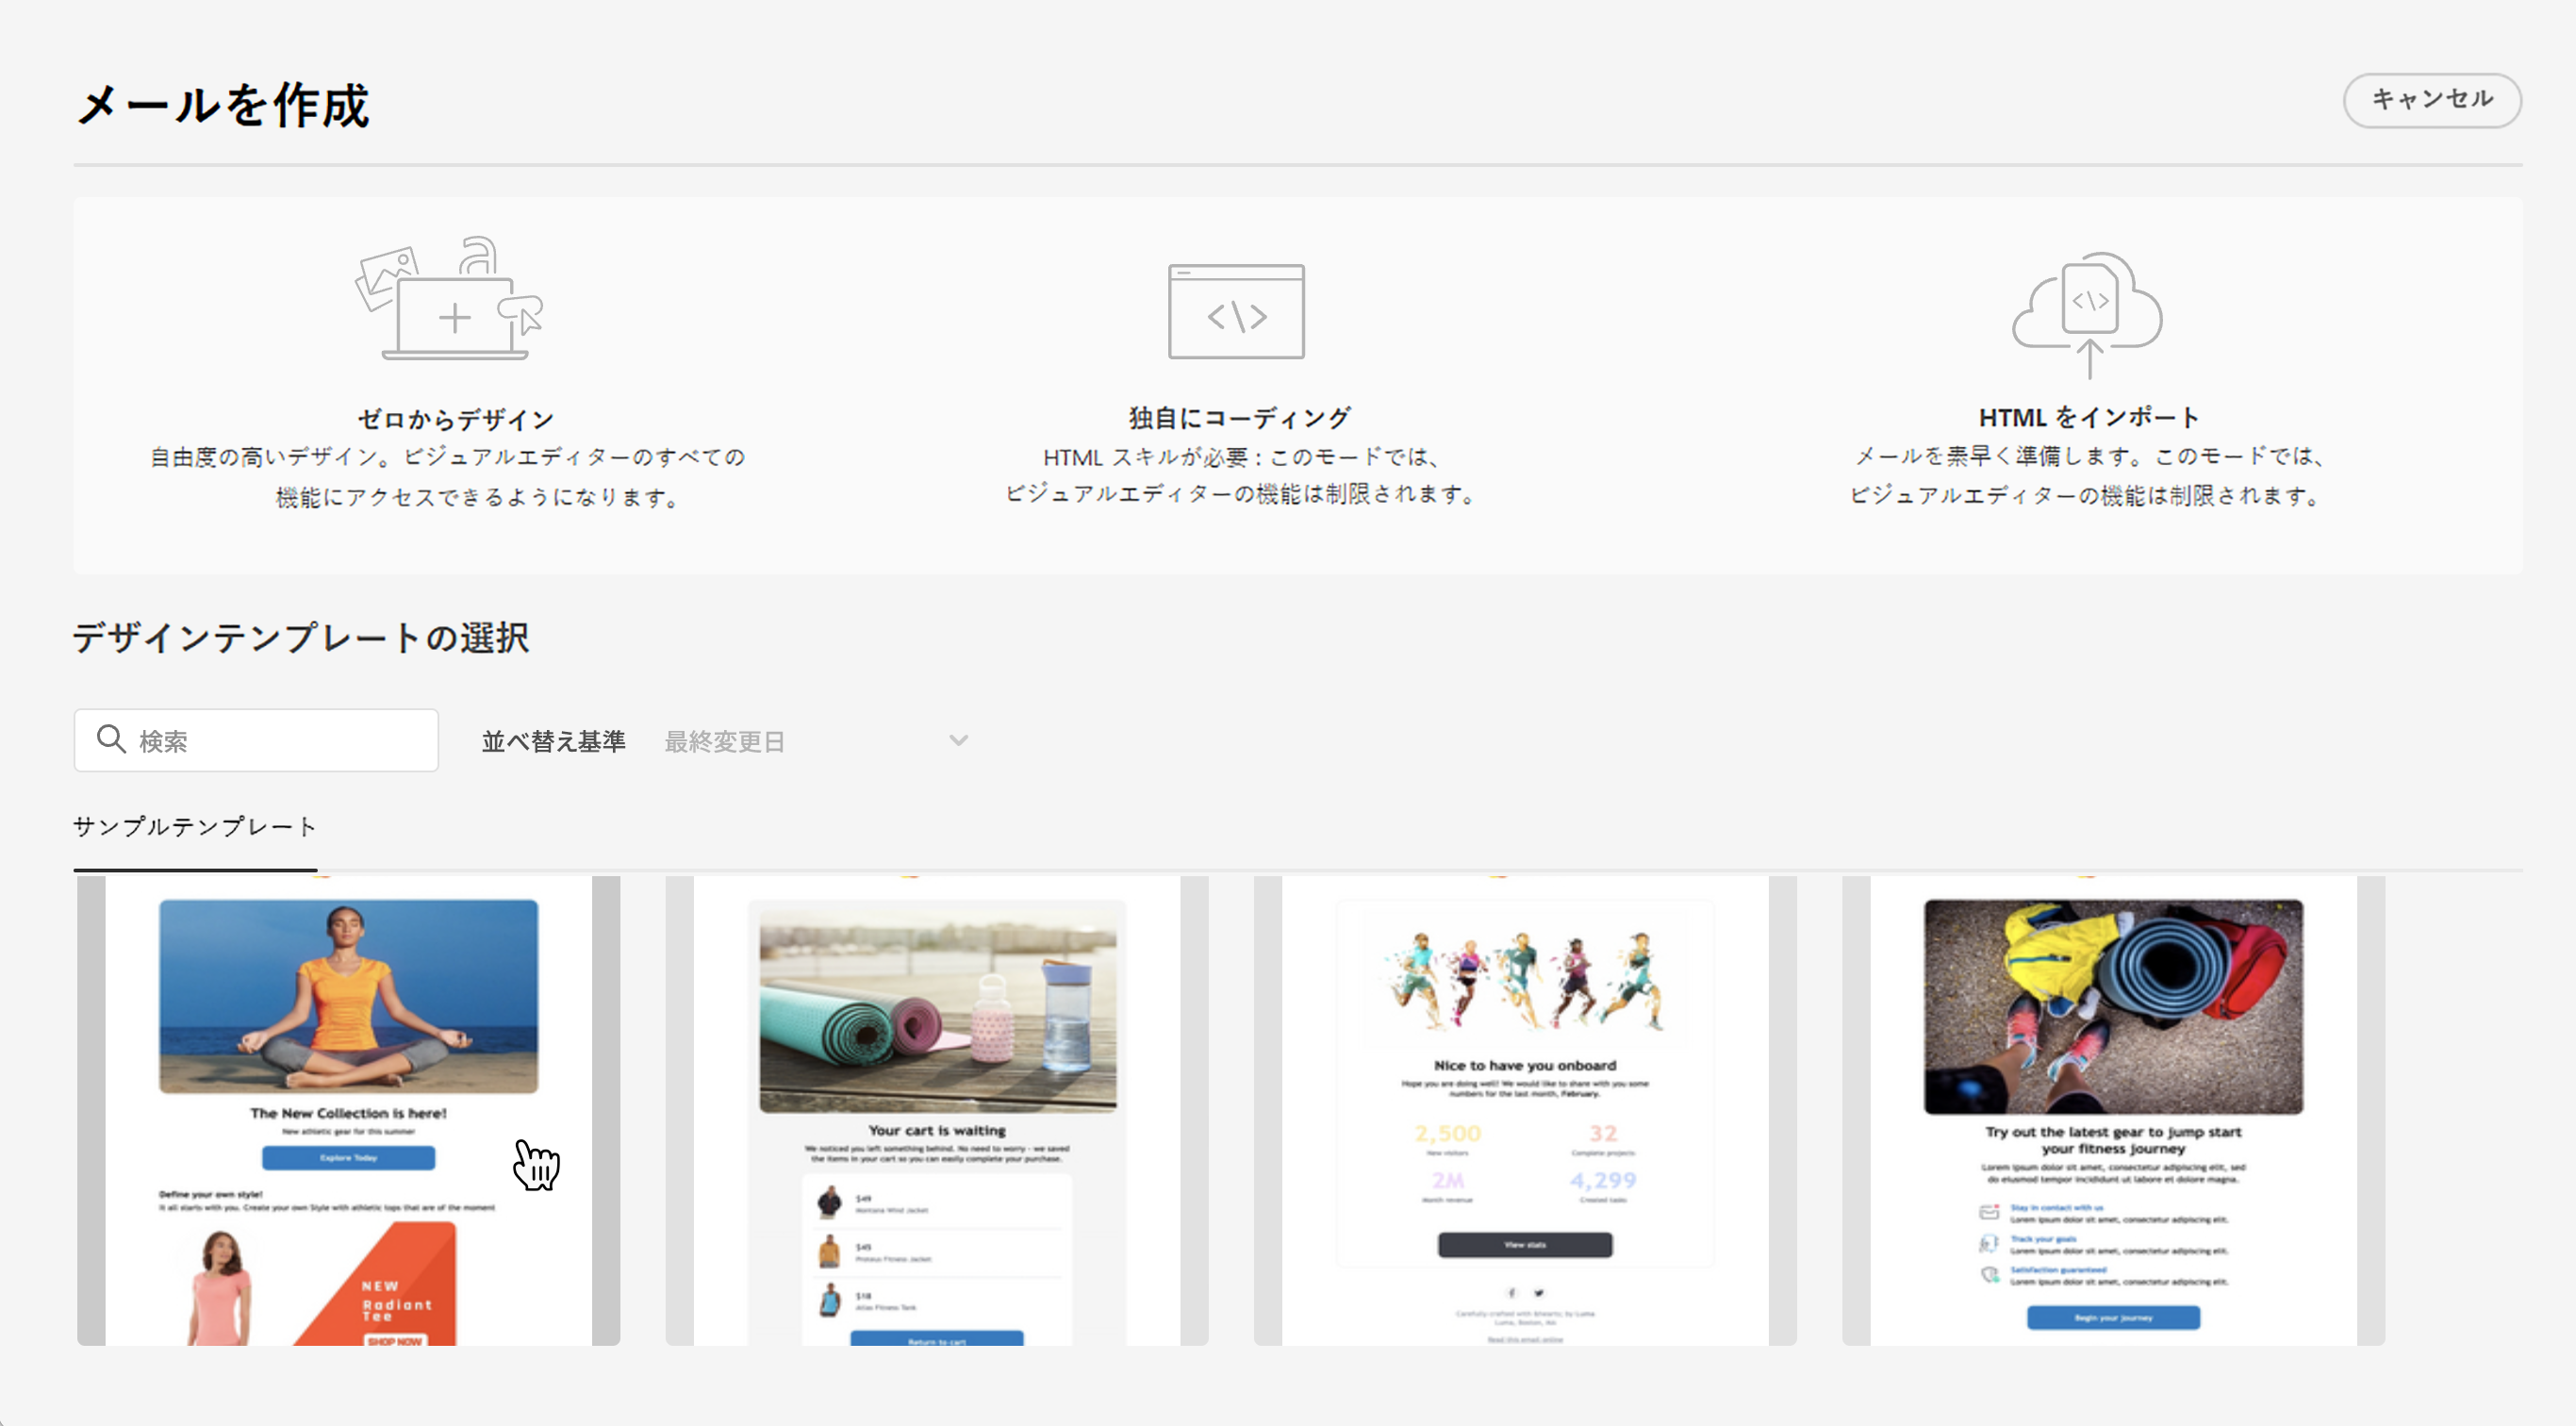 メールを作成
キャンセル
ゼロからデザイン
自由度の高いデザイン。ビジュアルエディターのすべての
機能にアクセスできるようになります。
独自にコーディング
HTML スキルが必要 : このモードでは、
ビジュアルエディターの機能は制限されます。
HTML をインポート
メールを素早く準備します。このモードでは、
ビジュアルエディターの機能は制限されます。
デザインテンプレートの選択
検索
並べ替え基準 最終変更日
サンプルテンプレート
The New Collection is here!
New athletic gear for this summer
Explore Today
Define your own style!
It all starts with you. Create your own Style with athletic tops that are of the moment
NEW
Radiant
Tee
SHOP NOW
Your cart is waiting
We noticed you left something behind. No need to worry - we saved
the items in your cart so you can easily complete your purchase.
$49
Montana Wind Jacket
$45
Proteus Fitness Jacket
$18
Atlas Fitness Tank
Return to cart
Nice to have you onboard
Hope you are doing well! We would like to share with you some
numbers for the last month, February.
2,500
New visitors
32
Complete projects
2M
Month revenue
4,299
Created tasks
View stats
Carefully crafted with &hearts; by Luma
Luma, Boston, Ma.
Read this email online
Try out the latest gear to jump start
your fitness journey
Lorem ipsum dolor sit amet, consectetur adipiscing elit, sed
do eiusmod tempor incididunt ut labore et dolore magna.
Stay in contact with us
Lorem ipsum dolor sit amet, consectetur adipiscing elit.
Track your goals
Lorem ipsum dolor sit amet, consectetur adipiscing elit.
Satisfaction guaranteed
Lorem ipsum dolor sit amet, consectetur adipiscing elit.
Begin your journey